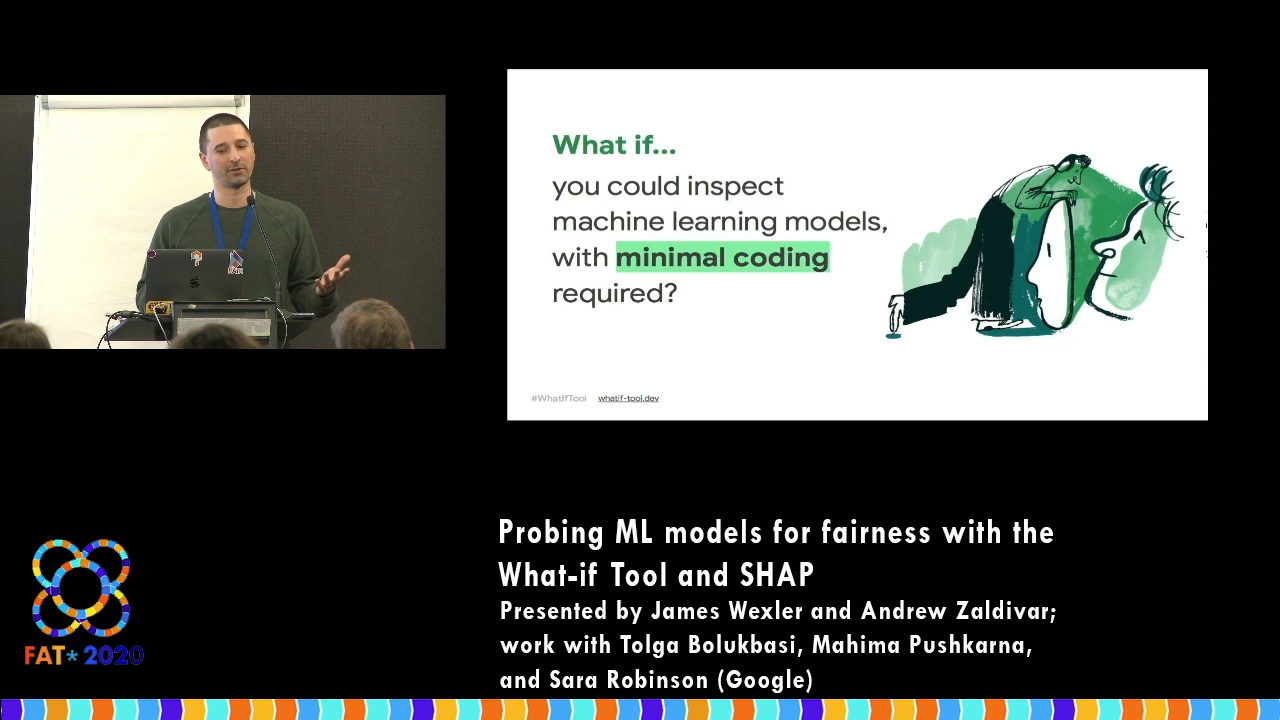 What if...
you could inspect
machine learning models,
with minimal coding
required?
#WhatIfTool whatif-tool.dev
Probing ML models for fairness with the
What-if Tool and SHAP
Presented by James Wexler and Andrew Zaldivar;
work with Tolga Bolukbasi, Mahima Pushkarna,
and Sara Robinson (Google)
FAT* 2020